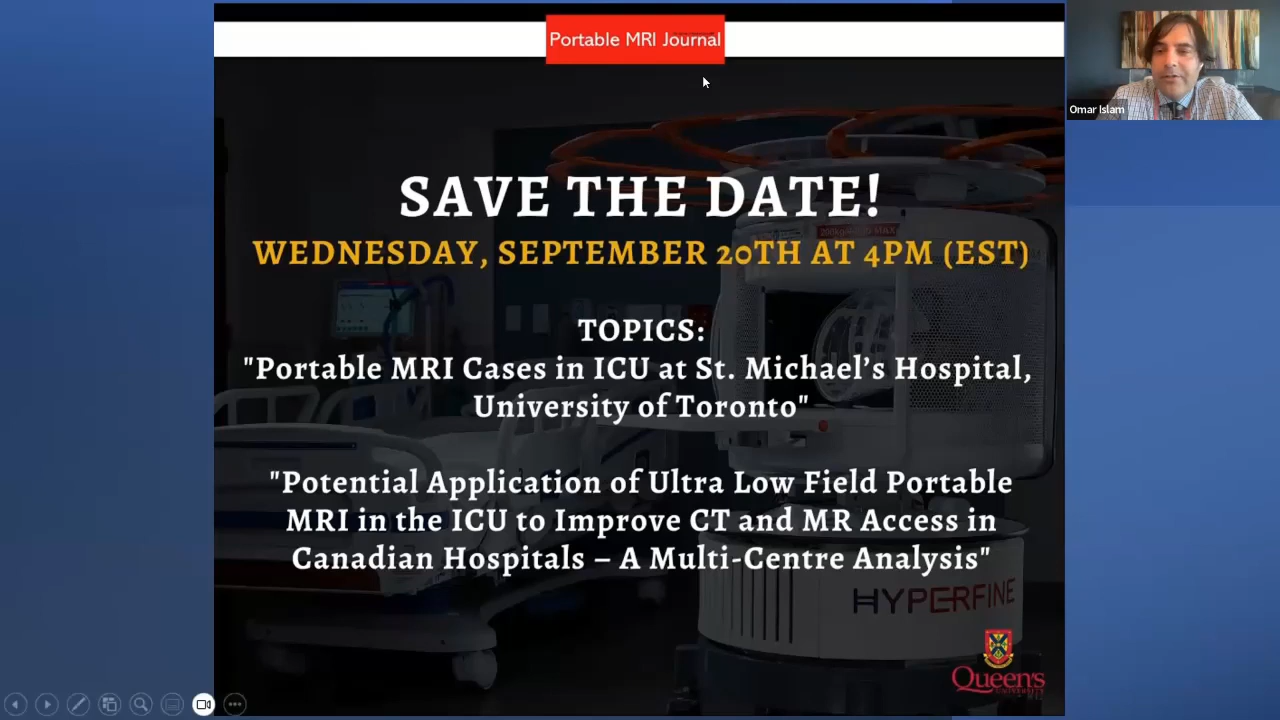 Portable MRI Journal
Omar Islam
SAVE THE DATE!
WEDNESDAY, SEPTEMBER 20TH AT 4PM (EST)
TOPICS:
"Portable MRI Cases in ICU at St. Michael’s Hospital,
University of Toronto"
"Potential Application of Ultra Low Field Portable
MRI in the ICU to Improve CT and MR Access in
Canadian Hospitals – A Multi-Centre Analysis"
HYPERFINE
Queen's
UNIVERSITY